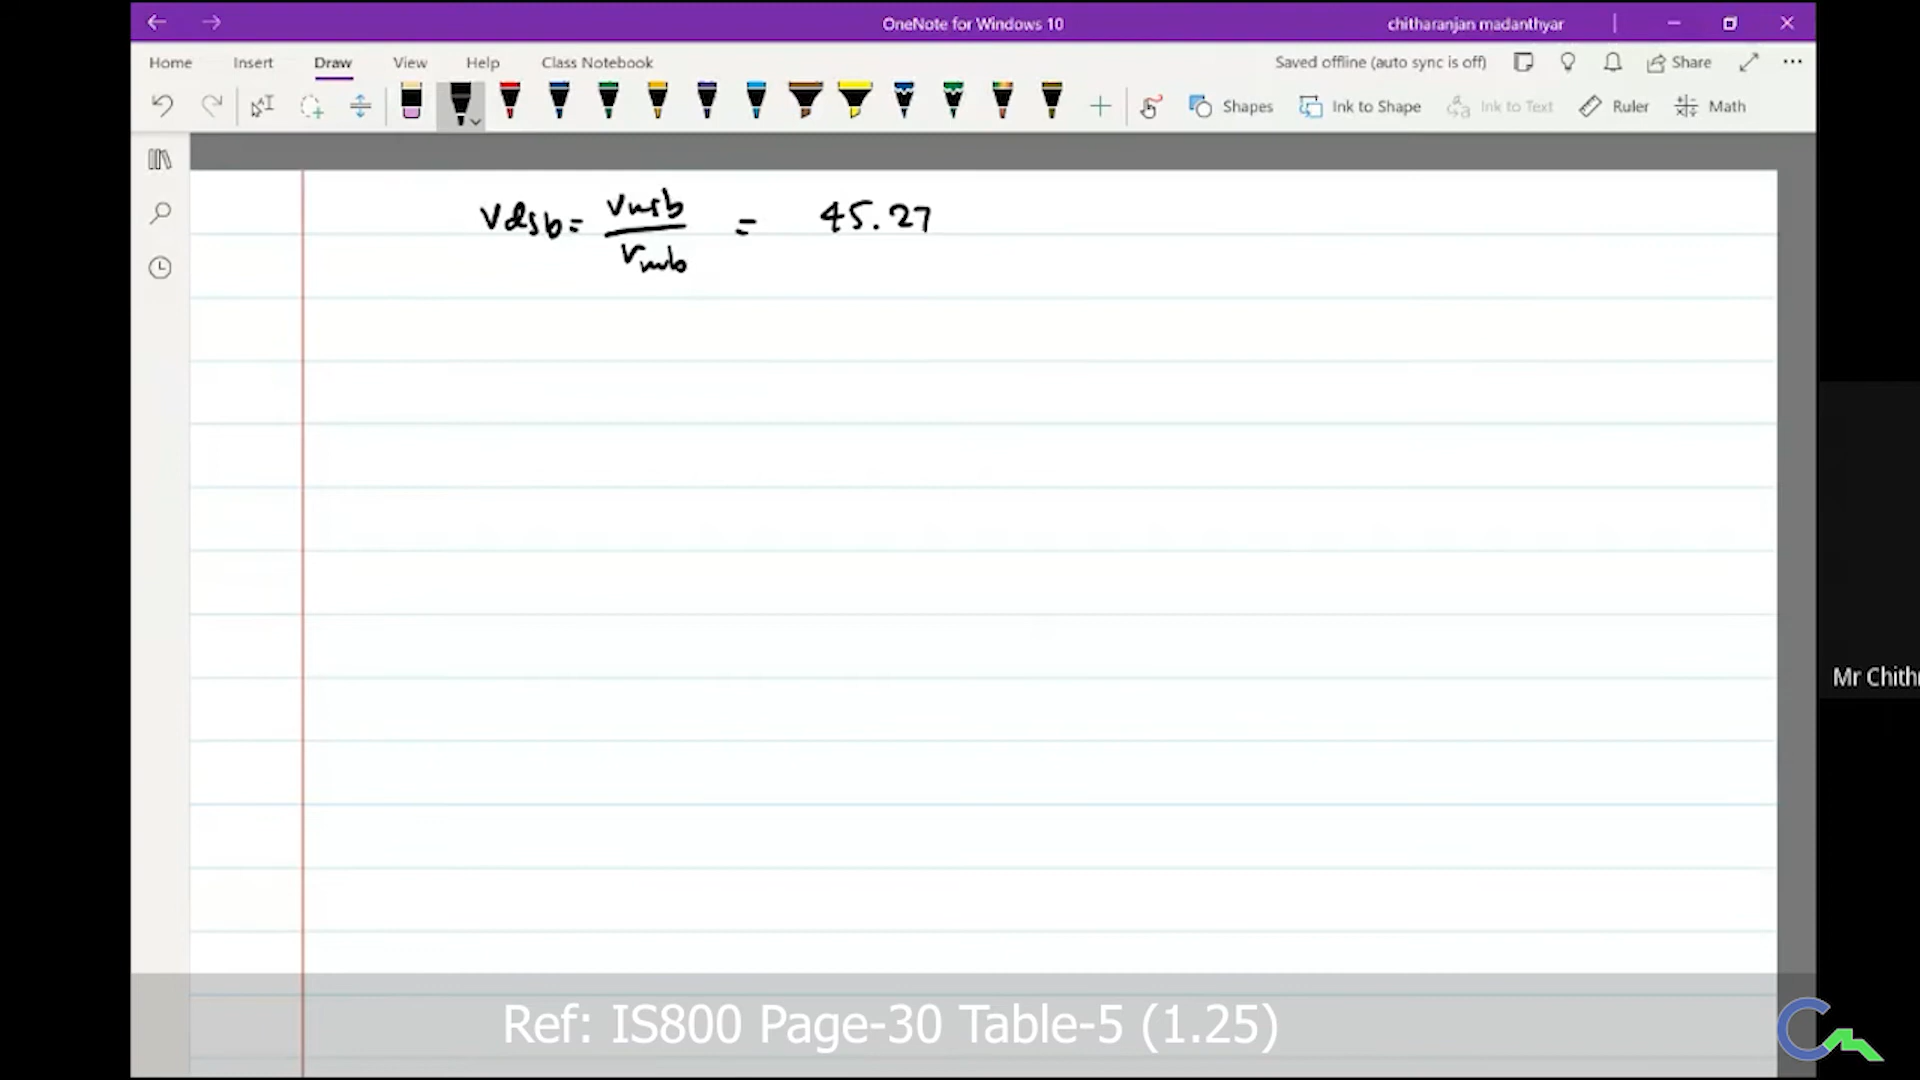 OneNote for Windows 10
chitharanjan madanthyar
Home Insert Draw View Help Class Notebook
Saved offline (auto sync is off) Share
Shapes Ink to Shape Ink to Text Ruler Math
Vdsb = Vnsb / Vmb = 45.27
Mr Chith
Ref: IS800 Page-30 Table-5 (1.25)